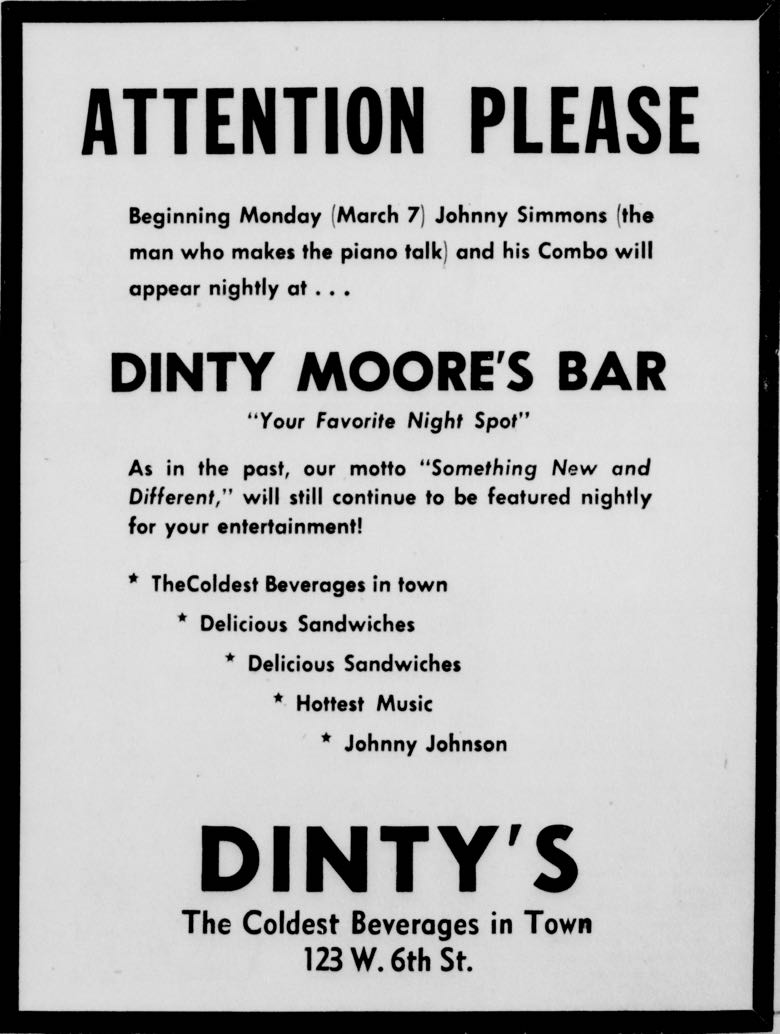 ATTENTION PLEASE
Beginning Monday (March 7) Johnny Simmons (the
man who makes the piano talk) and his Combo will
appear nightly at . . .
DINTY MOORE'S BAR
"Your Favorite Night Spot"
As in the past, our motto "Something New and
Different," will still continue to be featured nightly
for your entertainment!
* TheColdest Beverages in town
* Delicious Sandwiches
* Delicious Sandwiches
* Hottest Music
* Johnny Johnson
DINTY'S
The Coldest Beverages in Town
123 W. 6th St.